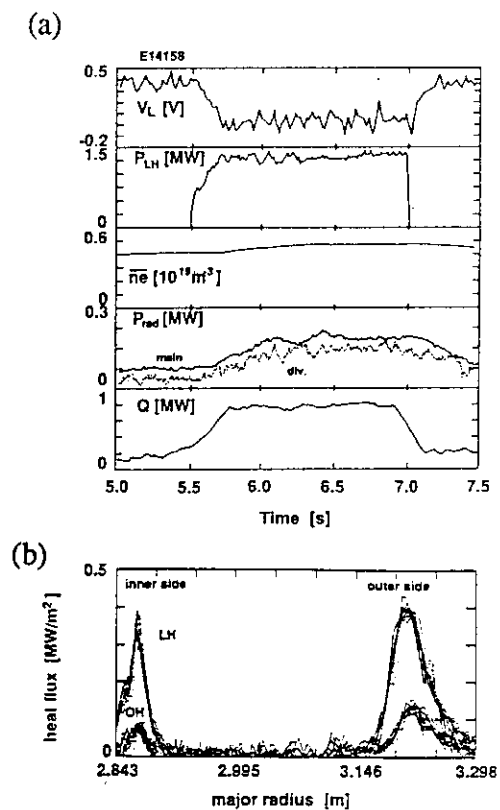 (a)
E14158
0.5
V_L [V]
-0.2
P_LH [MW]
1.5
0
0.6
n̅e̅ [10^19 m^3]
0
0.3
P_rad [MW]
main
div.
0
Q [MW]
1
0
5.0 5.5 6.0 6.5 7.0 7.5
Time [s]
(b)
0.5
inner side
outer side
LH
OH
heat flux [MW/m²]
0
2.843 2.995 3.146 3.298
major radius [m]